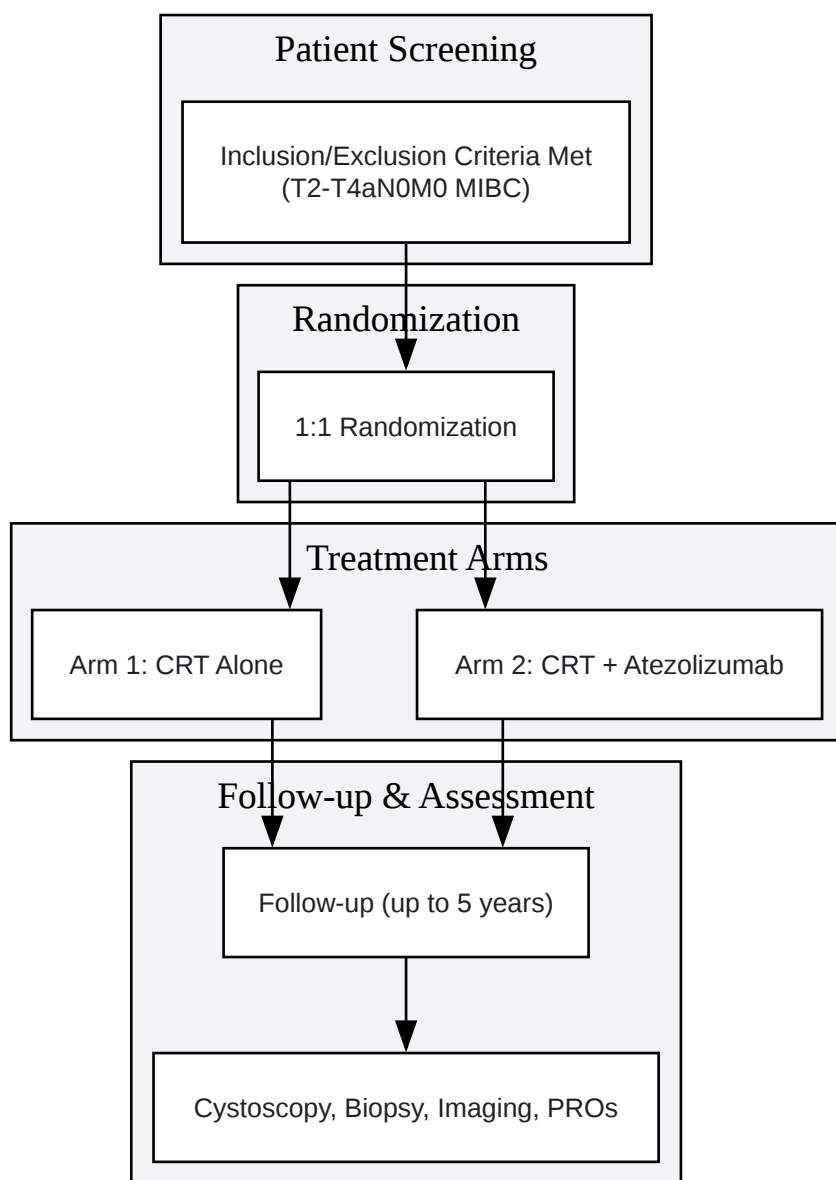 Patient Screening
Inclusion/Exclusion Criteria Met
(T2-T4aN0M0 MIBC)
Randomization
1:1 Randomization
Treatment Arms
Arm 1: CRT Alone
Arm 2: CRT + Atezolizumab
Follow-up & Assessment
Follow-up (up to 5 years)
Cystoscopy, Biopsy, Imaging, PROs